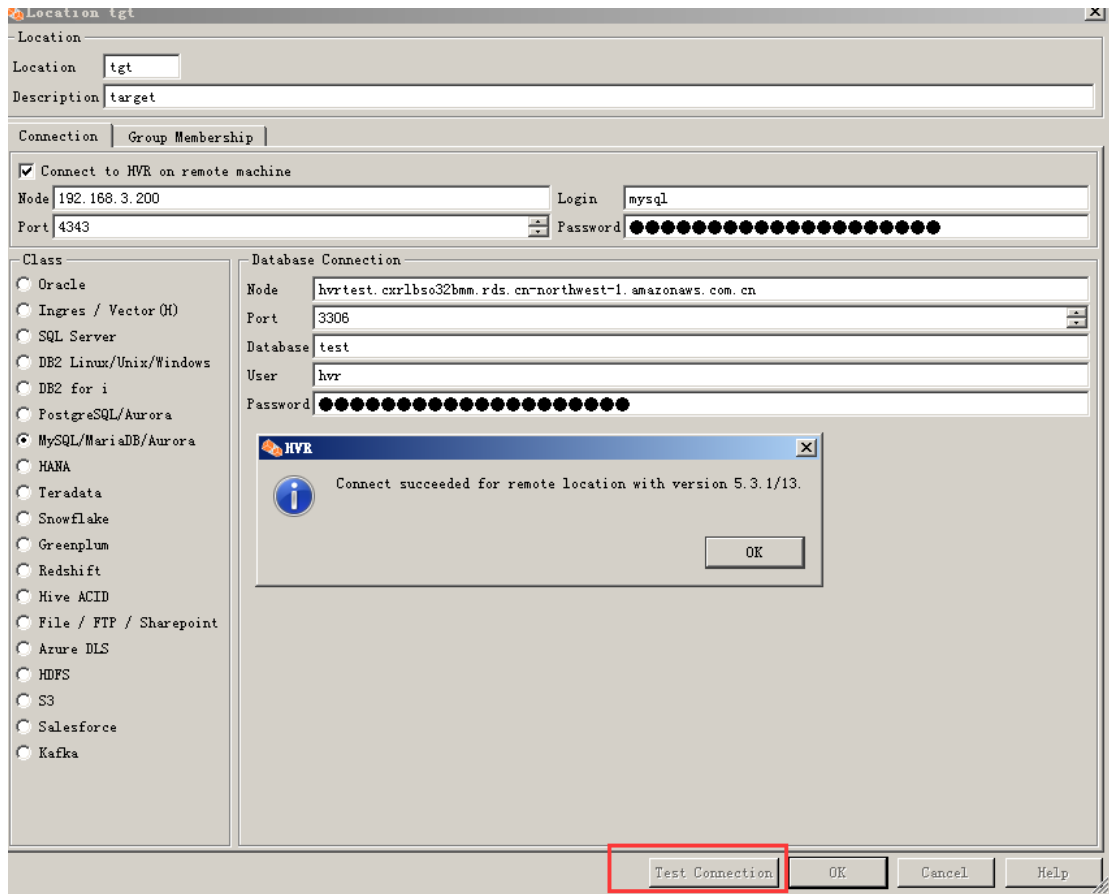 Location tgt
Location
Location tgt
Description target
Connection Group Membership
Connect to HVR on remote machine
Node 192.168.3.200 Login mysql
Port 4343 Password ●●●●●●●●●●●●●●●●●●●●
Class
Oracle
Ingres / Vector(H)
SQL Server
DB2 Linux/Unix/Windows
DB2 for i
PostgreSQL/Aurora
MySQL/MariaDB/Aurora
HANA
Teradata
Snowflake
Greenplum
Redshift
Hive ACID
File / FTP / Sharepoint
Azure DLS
HDFS
S3
Salesforce
Kafka
Database Connection
Node hvrtest.cxrlbso32bmm.rds.cn-northwest-1.amazonaws.com.cn
Port 3306
Database test
User hvr
Password ●●●●●●●●●●●●●●●●●●●●
HVR
Connect succeeded for remote location with version 5.3.1/13.
OK
Test Connection OK Cancel Help